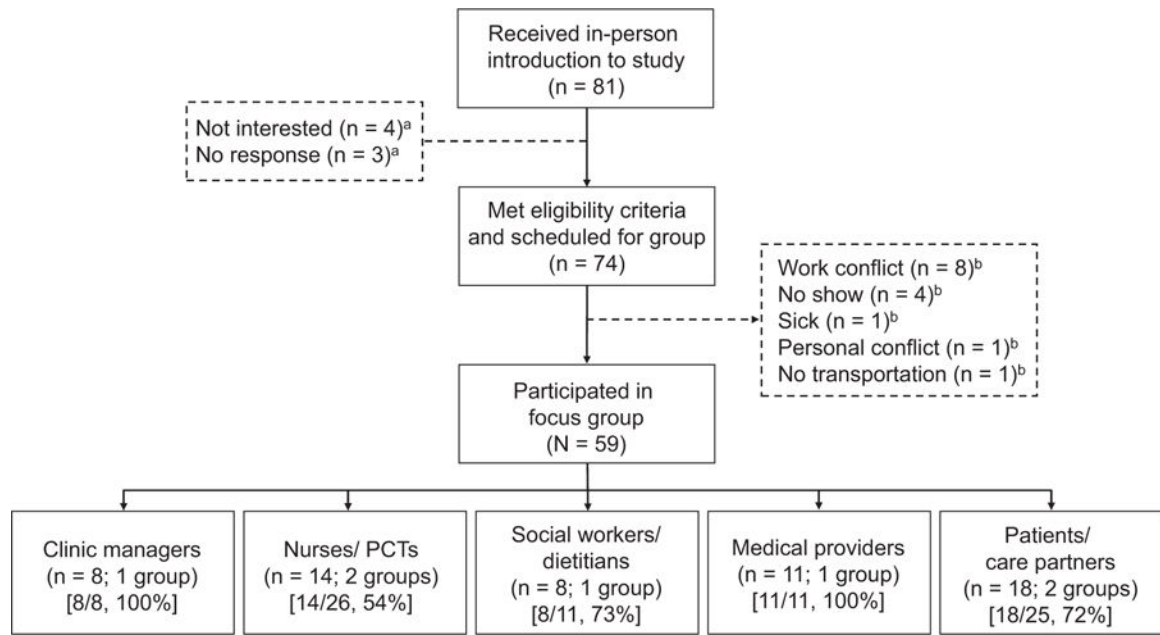 Received in-person
introduction to study
(n = 81)
Not interested (n = 4)ᵃ
No response (n = 3)ᵃ
Met eligibility criteria
and scheduled for group
(n = 74)
Work conflict (n = 8)ᵇ
No show (n = 4)ᵇ
Sick (n = 1)ᵇ
Personal conflict (n = 1)ᵇ
No transportation (n = 1)ᵇ
Participated in
focus group
(N = 59)
Clinic managers
(n = 8; 1 group)
[8/8, 100%]
Nurses/ PCTs
(n = 14; 2 groups)
[14/26, 54%]
Social workers/
dietitians
(n = 8; 1 group)
[8/11, 73%]
Medical providers
(n = 11; 1 group)
[11/11, 100%]
Patients/
care partners
(n = 18; 2 groups)
[18/25, 72%]